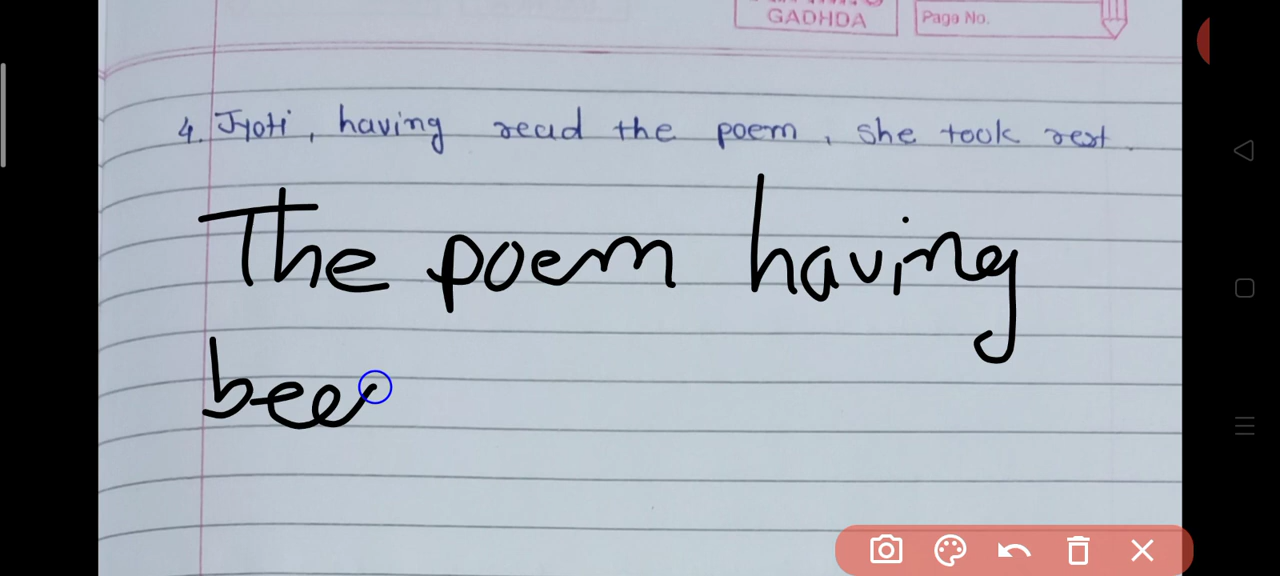 GADHDA
Page No.
4. Jyoti, having read the poem, she took rest.
The poem having
bee